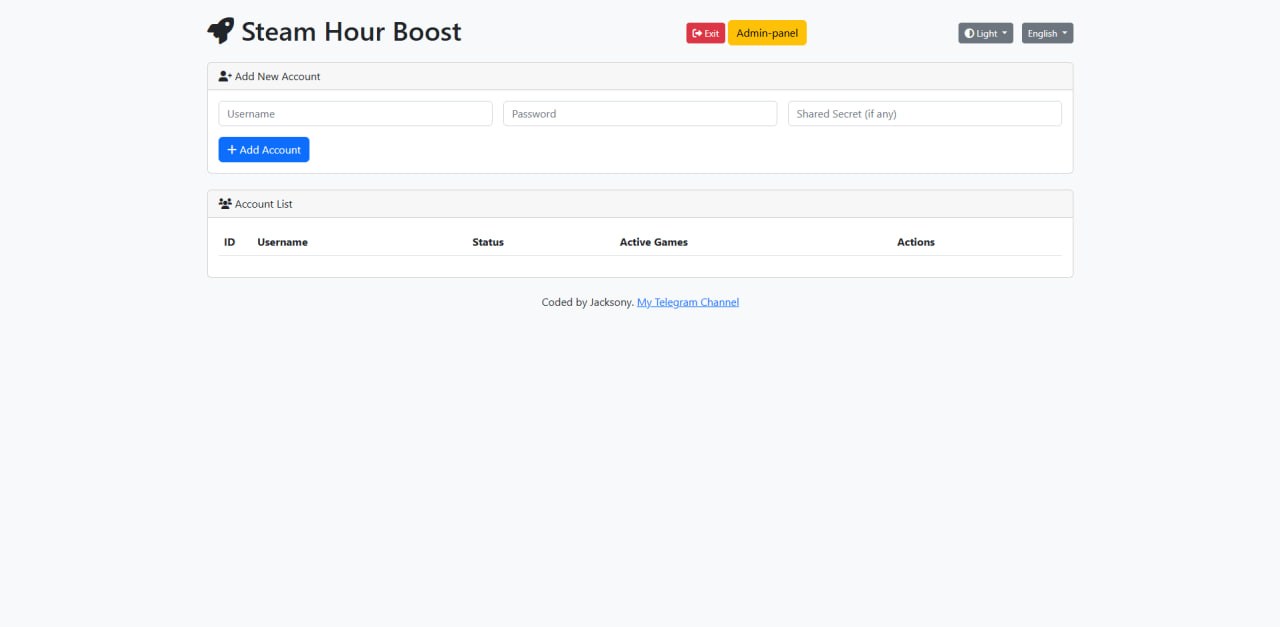 Steam Hour Boost
Exit
Admin-panel
Light
English
Add New Account
Username
Password
Shared Secret (if any)
Add Account
Account List
ID Username Status Active Games Actions
Coded by Jacksony. My Telegram Channel